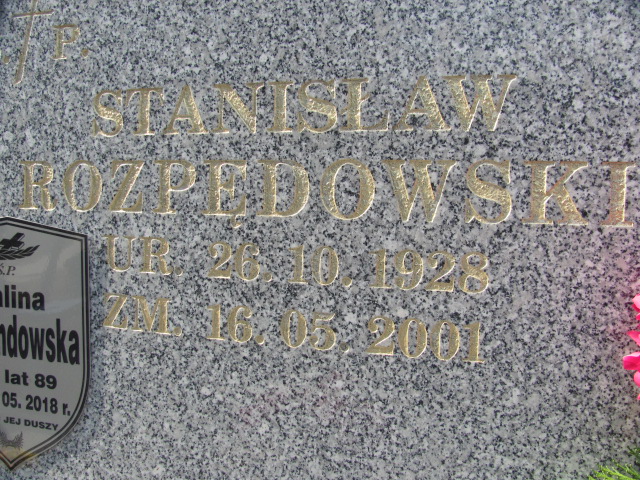 . P.
STANISŁAW
ROZPĘDOWSKI
UR. 26. 10. 1928
ZM. 16. 05. 2001
Ś.P.
alina
ndowska
lat 89
05. 2018 r.
JEJ DUSZY